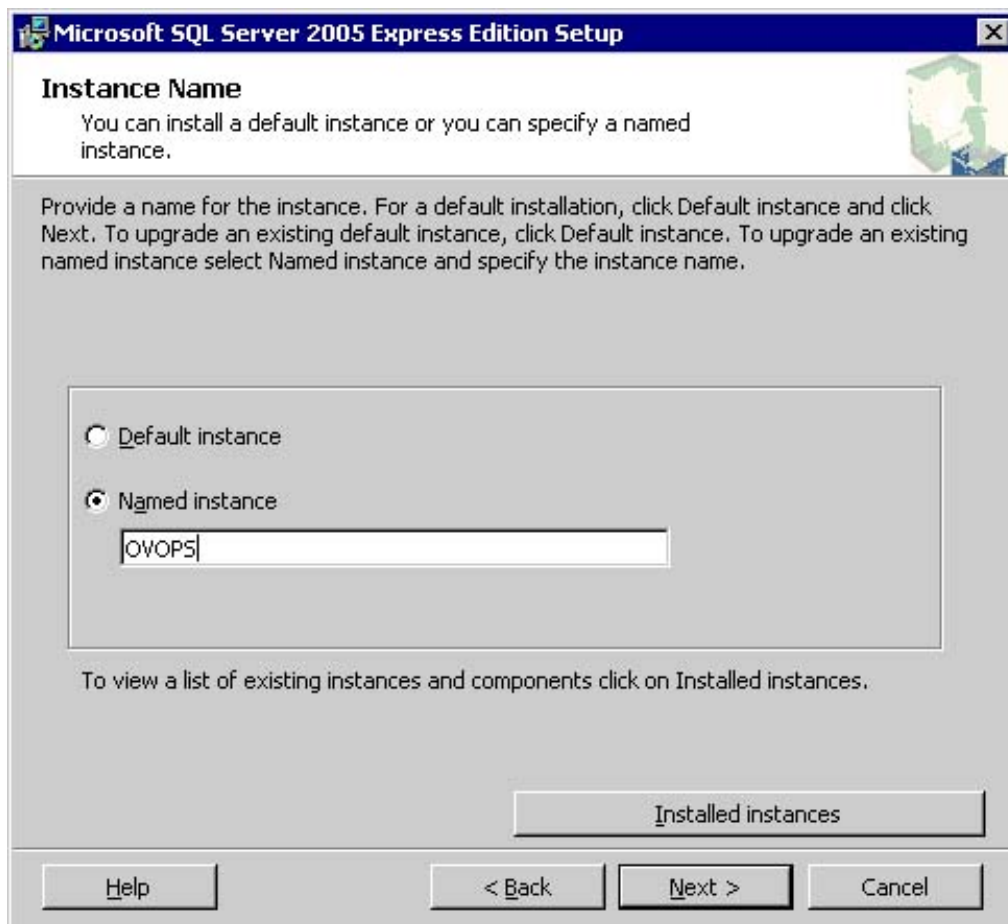 Microsoft SQL Server 2005 Express Edition Setup
Instance Name
You can install a default instance or you can specify a named
instance.
Provide a name for the instance. For a default installation, click Default instance and click
Next. To upgrade an existing default instance, click Default instance. To upgrade an existing
named instance select Named instance and specify the instance name.
Default instance
Named instance
OVOPS
To view a list of existing instances and components click on Installed instances.
Installed instances
Help
< Back
Next >
Cancel